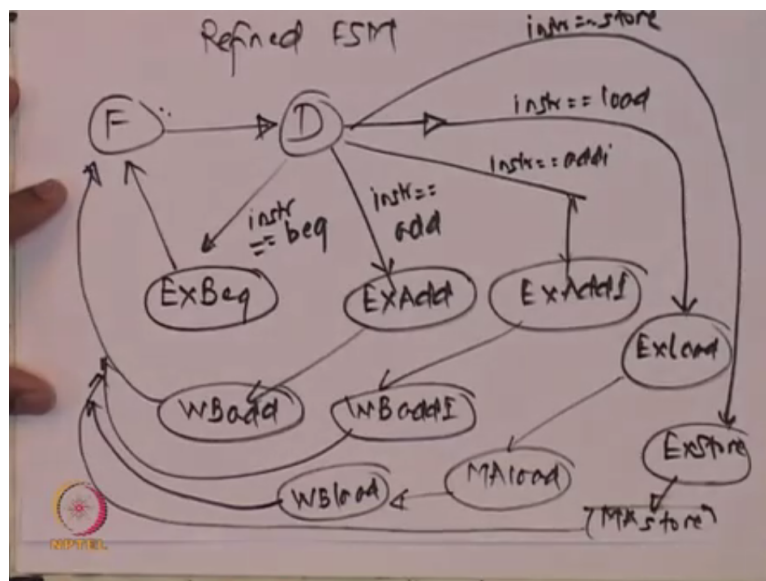 Refined FSM
instr==store
F
D
instr==load
instr==addi
instr
==beq
instr==
add
ExBeq
ExAdd
ExAddI
Exload
WBadd
WBaddI
ExStore
MAload
WBload
(MAstore)
NPTEL